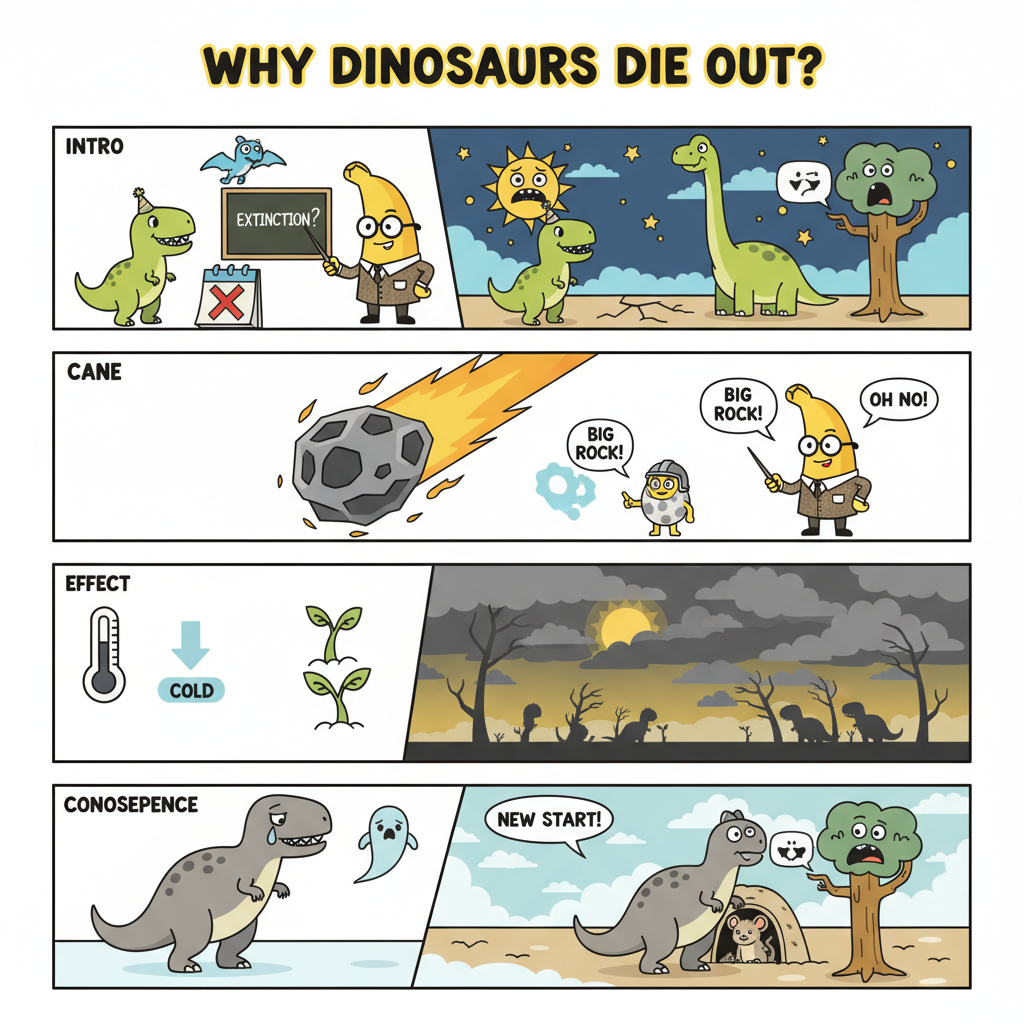 WHY DINOSAURS DIE OUT?
INTRO
EXTINCTION?
CANE
BIG
ROCK!
BIG
ROCK!
OH NO!
EFFECT
COLD
CONOSEPENCE
NEW START!